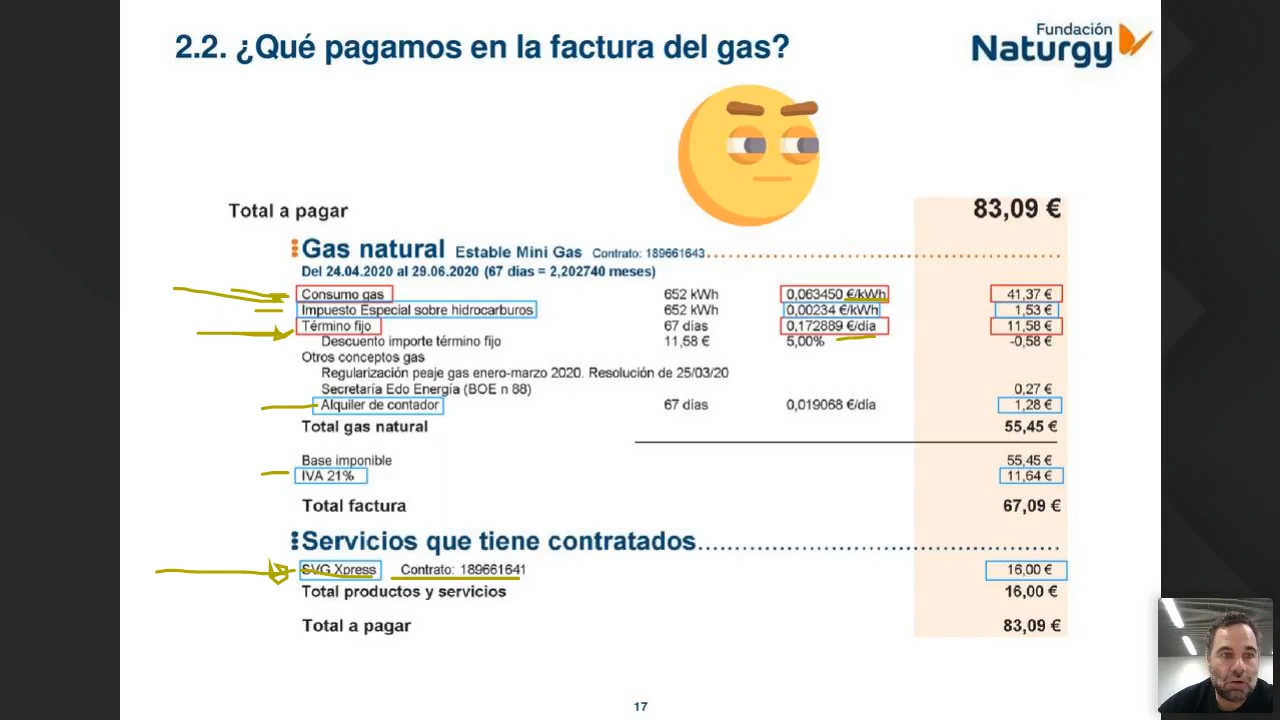 2.2. ¿Qué pagamos en la factura del gas?
Fundación
Naturgy
Total a pagar 83,09 €
Gas natural Estable Mini Gas Contrato: 189661643
Del 24.04.2020 al 29.06.2020 (67 dias = 2,202740 meses)
Consumo gas 652 kWh 0,063450 €/kWh 41,37 €
Impuesto Especial sobre hidrocarburos 652 kWh 0,00234 €/kWh 1,53 €
Término fijo 67 días 0,172889 €/día 11,58 €
Descuento importe término fijo 11,58 € 5,00% -0,58 €
Otros conceptos gas
Regularización peaje gas enero-marzo 2020. Resolución de 25/03/20
Secretaría Edo Energía (BOE n 88) 0,27 €
Alquiler de contador 67 días 0,019068 €/día 1,28 €
Total gas natural 55,45 €
Base imponible 55,45 €
IVA 21% 11,64 €
Total factura 67,09 €
Servicios que tiene contratados
SVG Xpress Contrato: 189661641 16,00 €
Total productos y servicios 16,00 €
Total a pagar 83,09 €
17